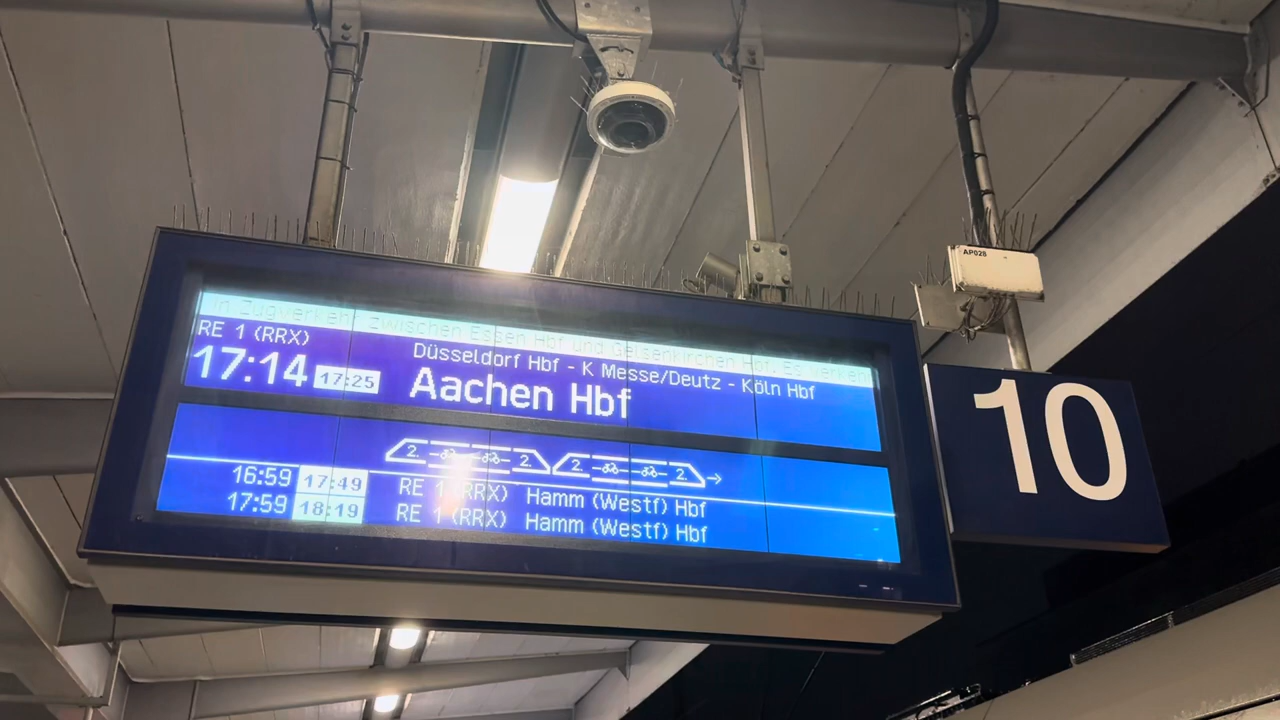 AP028
in Zugverkehr zwischen Essen Hbf und Gelsenkirchen Hbf. Es verkehren
RE 1 (RRX)
Düsseldorf Hbf - K Messe/Deutz - Köln Hbf
17:14 17:25 Aachen Hbf
10
2. 2. 2. 2. →
16:59 17:49 RE 1 (RRX) Hamm (Westf) Hbf
17:59 18:19 RE 1 (RRX) Hamm (Westf) Hbf